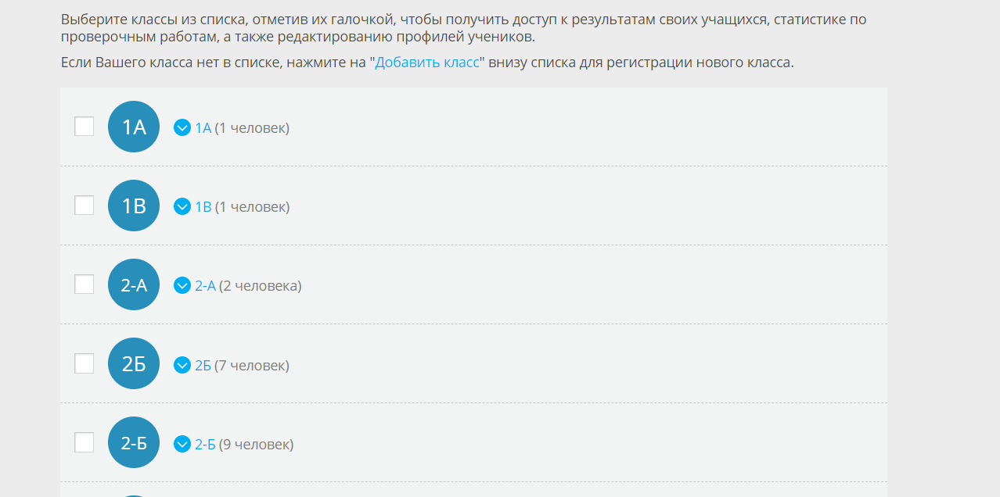 Выберите классы из списка, отметив их галочкой, чтобы получить доступ к результатам своих учащихся, статистике по
проверочным работам, а также редактированию профилей учеников.
Если Вашего класса нет в списке, нажмите на "Добавить класс" внизу списка для регистрации нового класса.
1А 1А (1 человек)
1В 1В (1 человек)
2-А 2-А (2 человека)
2Б 2Б (7 человек)
2-Б 2-Б (9 человек)